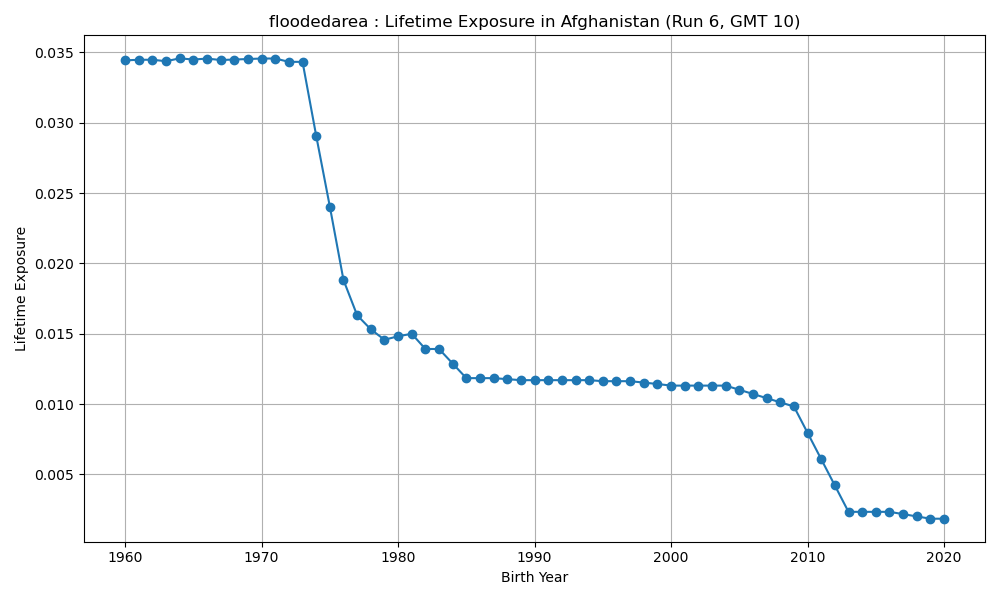 floodedarea : Lifetime Exposure in Afghanistan (Run 6, GMT 10)
0.035
0.030
0.025
0.020
0.015
0.010
0.005
Lifetime Exposure
1960 1970 1980 1990 2000 2010 2020
Birth Year